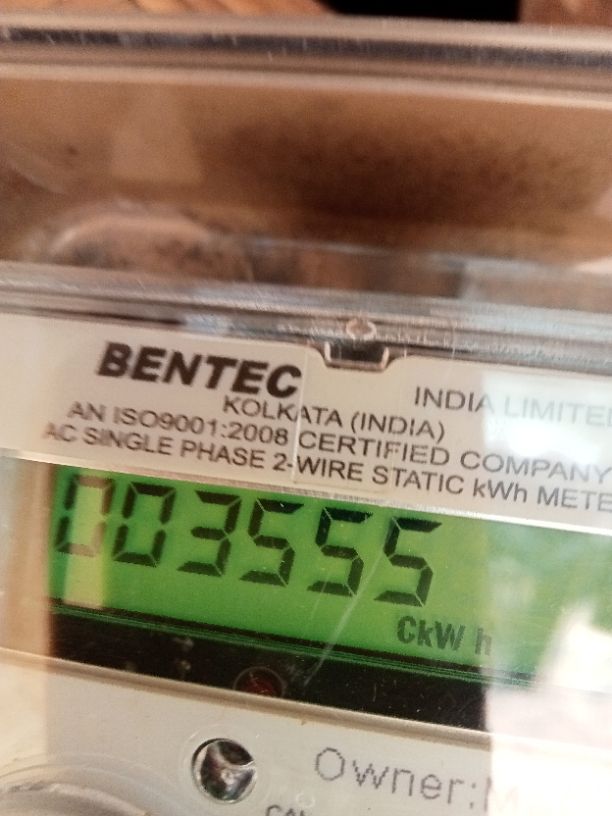 BENTEC INDIA LIMITE
KOLKATA (INDIA)
AN ISO9001:2008 CERTIFIED COMPANY
AC SINGLE PHASE 2-WIRE STATIC kWh METE
003555
CkW h
Owner: